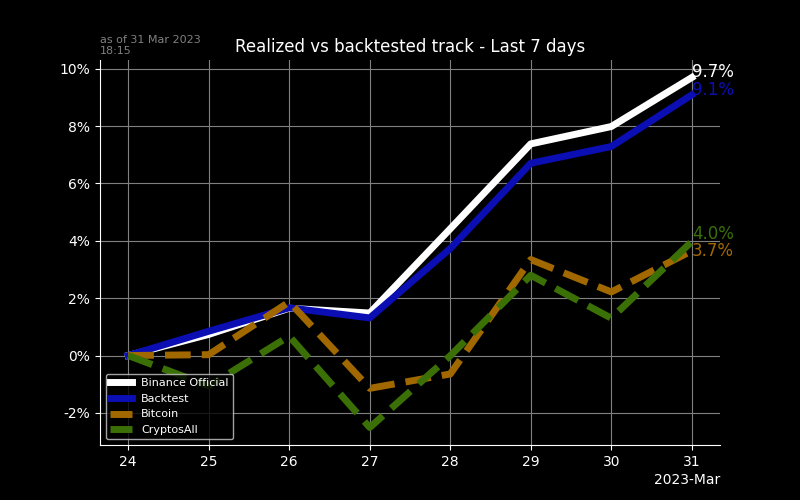 as of 31 Mar 2023
18:15
Realized vs backtested track - Last 7 days
10%
8%
6%
4%
2%
0%
-2%
9.7%
9.1%
4.0%
3.7%
Binance Official
Backtest
Bitcoin
CryptosAll
24 25 26 27 28 29 30 31
2023-Mar